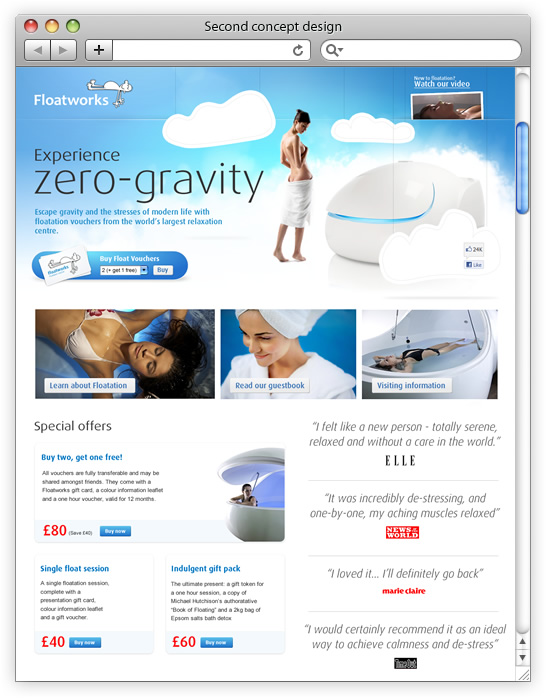 Second concept design
Floatworks
New to floatation?
Watch our video
Experience
zero-gravity
Escape gravity and the stresses of modern life with
floatation vouchers from the world's largest relaxation
centre.
Floatworks
Buy Float Vouchers
2 (+ get 1 free)
Buy
24K
Like
Learn about Floatation
Read our guestbook
Visiting information
Special offers
Buy two, get one free!
All vouchers are fully transferable and may be
shared amongst friends. They come with a
Floatworks gift card, a colour information leaflet
and a one hour voucher, valid for 12 months.
£80 (Save £40) Buy now
Single float session
A single floatation session,
complete with a
presentation gift card,
colour information leaflet
and a gift voucher.
£40 Buy now
Indulgent gift pack
The ultimate present: a gift token for
a one hour session, a copy of
Michael Hutchison's authoratative
"Book of Floating" and a 2kg bag of
Epsom salts bath detox
£60 Buy now
"I felt like a new person - totally serene,
relaxed and without a care in the world."
ELLE
"It was incredibly de-stressing, and
one-by-one, my aching muscles relaxed"
NEWS OF THE
WORLD
"I loved it... I'll definitely go back"
marie claire
"I would certainly recommend it as an ideal
way to achieve calmness and de-stress"
Time Out